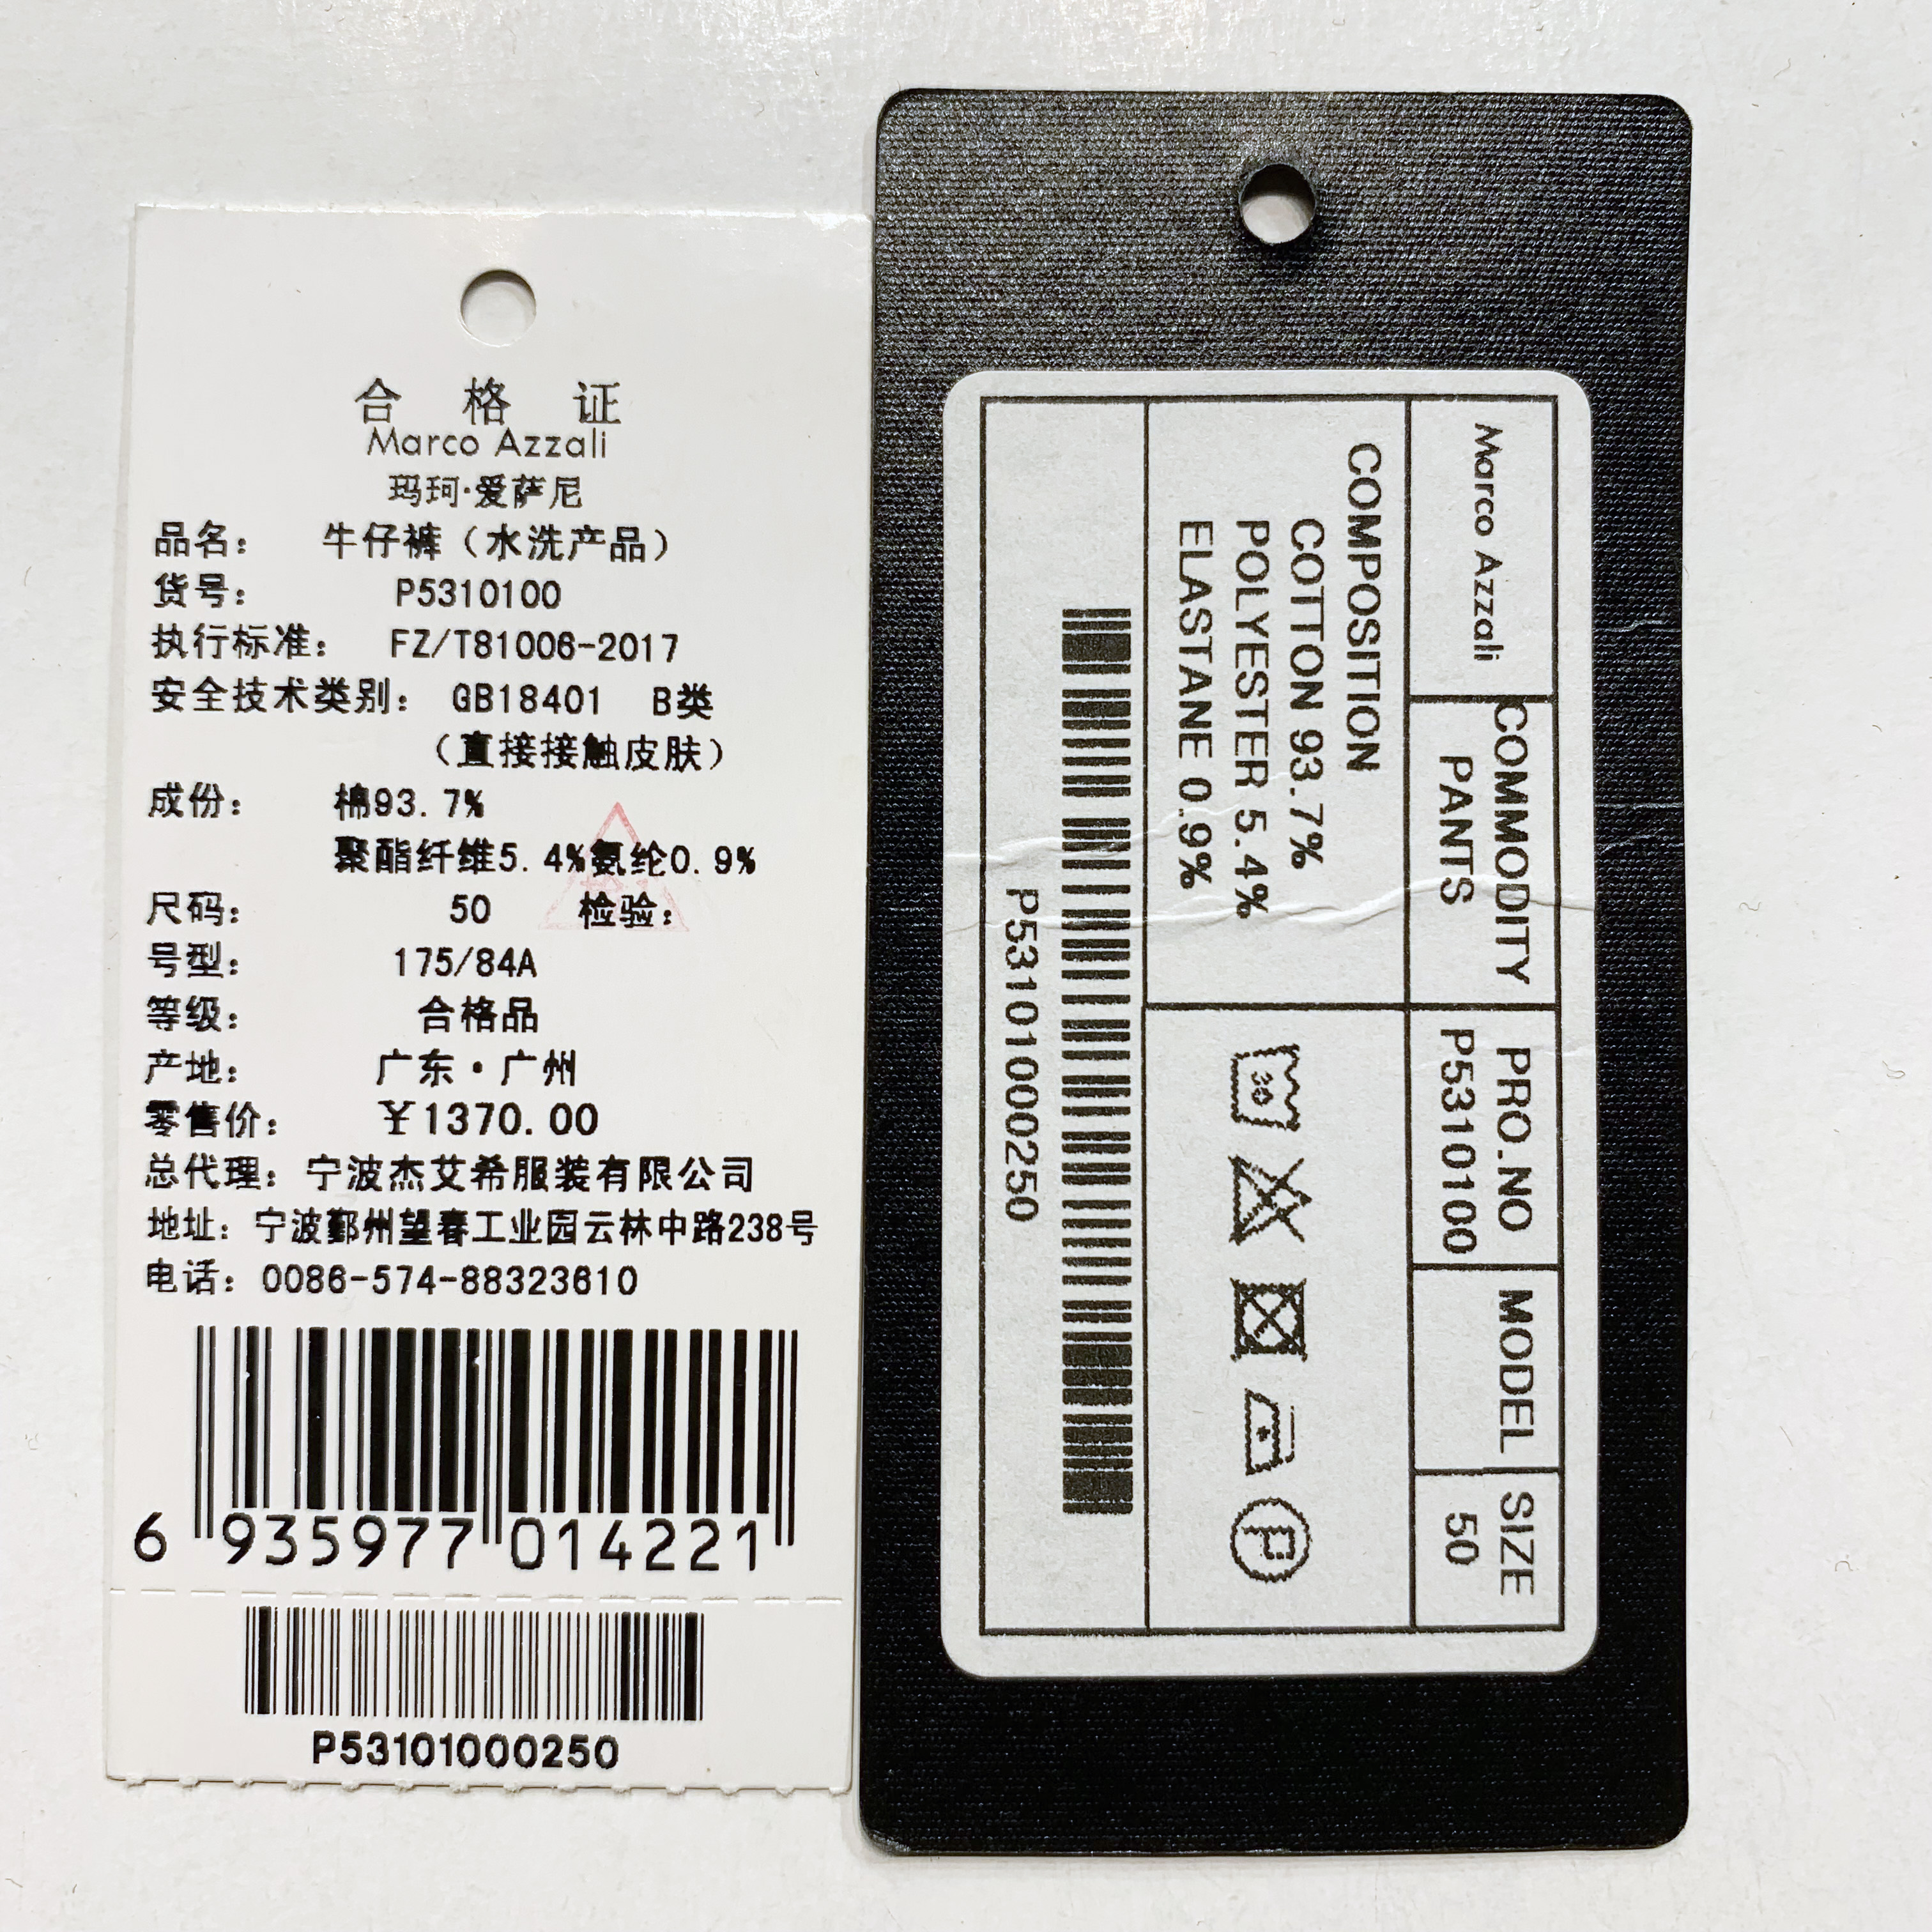 合 格 证
Marco Azzali
玛珂·爱萨尼
品名： 牛仔裤（水洗产品）
货号： P5310100
执行标准： FZ/T81006-2017
安全技术类别： GB18401 B类
（直接接触皮肤）
成份： 棉93.7%
聚酯纤维5.4%氨纶0.9%
尺码： 50 检验：
号型： 175/84A
等级： 合格品
产地： 广东·广州
零售价： ￥1370.00
总代理：宁波杰艾希服装有限公司
地址：宁波鄞州望春工业园云林中路238号
电话：0086-574-88323610
6 935977 014221
P53101000250
Marco Azzali
COMMODITY
PANTS
PRO.NO
P5310100
MODEL
SIZE
50
COMPOSITION
COTTON 93.7%
POLYESTER 5.4%
ELASTANE 0.9%
30
P
P53101000250